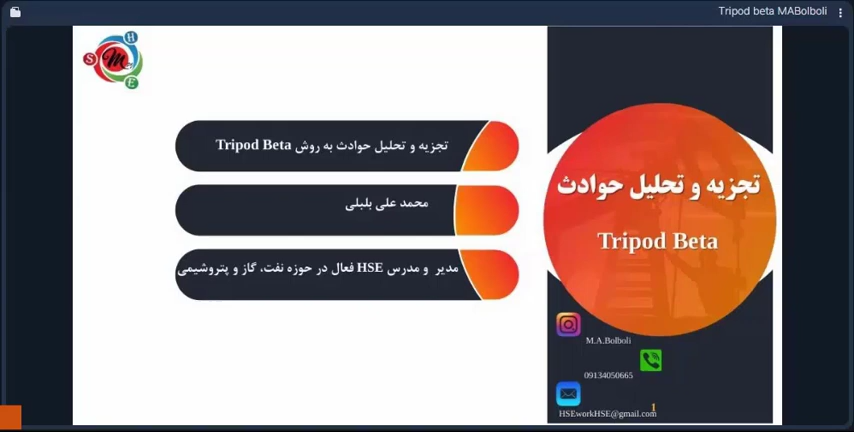 Tripod beta MABolboli
H
S
E
تجزیه و تحلیل حوادث به روش Tripod Beta
محمد علی بلبلی
مدیر و مدرس HSE فعال در حوزه نفت، گاز و پتروشیمی
تجزیه و تحلیل حوادث
Tripod Beta
M.A.Bolboli
09134050665
HSEworkHSE@gmail.com
1